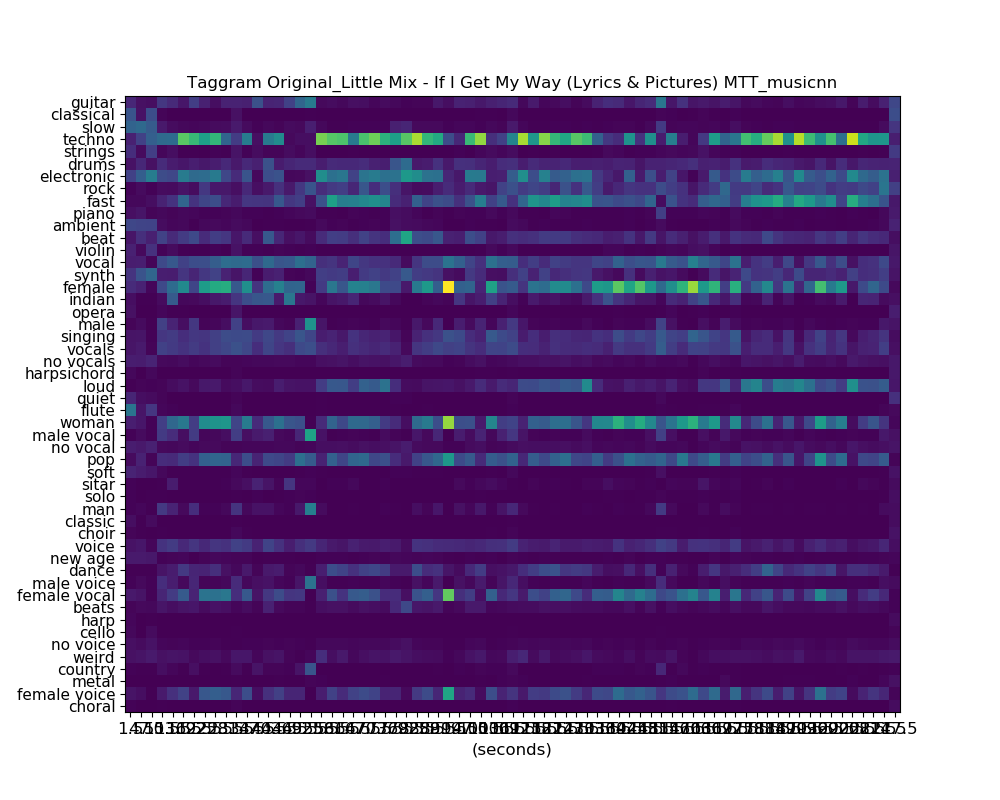 Taggram Original_Little Mix - If I Get My Way (Lyrics & Pictures) MTT_musicnn
guitar
classical
slow
techno
strings
drums
electronic
rock
fast
piano
ambient
beat
violin
vocal
synth
female
indian
opera
male
singing
vocals
no vocals
harpsichord
loud
quiet
flute
woman
male vocal
no vocal
pop
soft
sitar
solo
man
classic
choir
voice
new age
dance
male voice
female vocal
beats
harp
cello
no voice
weird
country
metal
female voice
choral
(seconds)